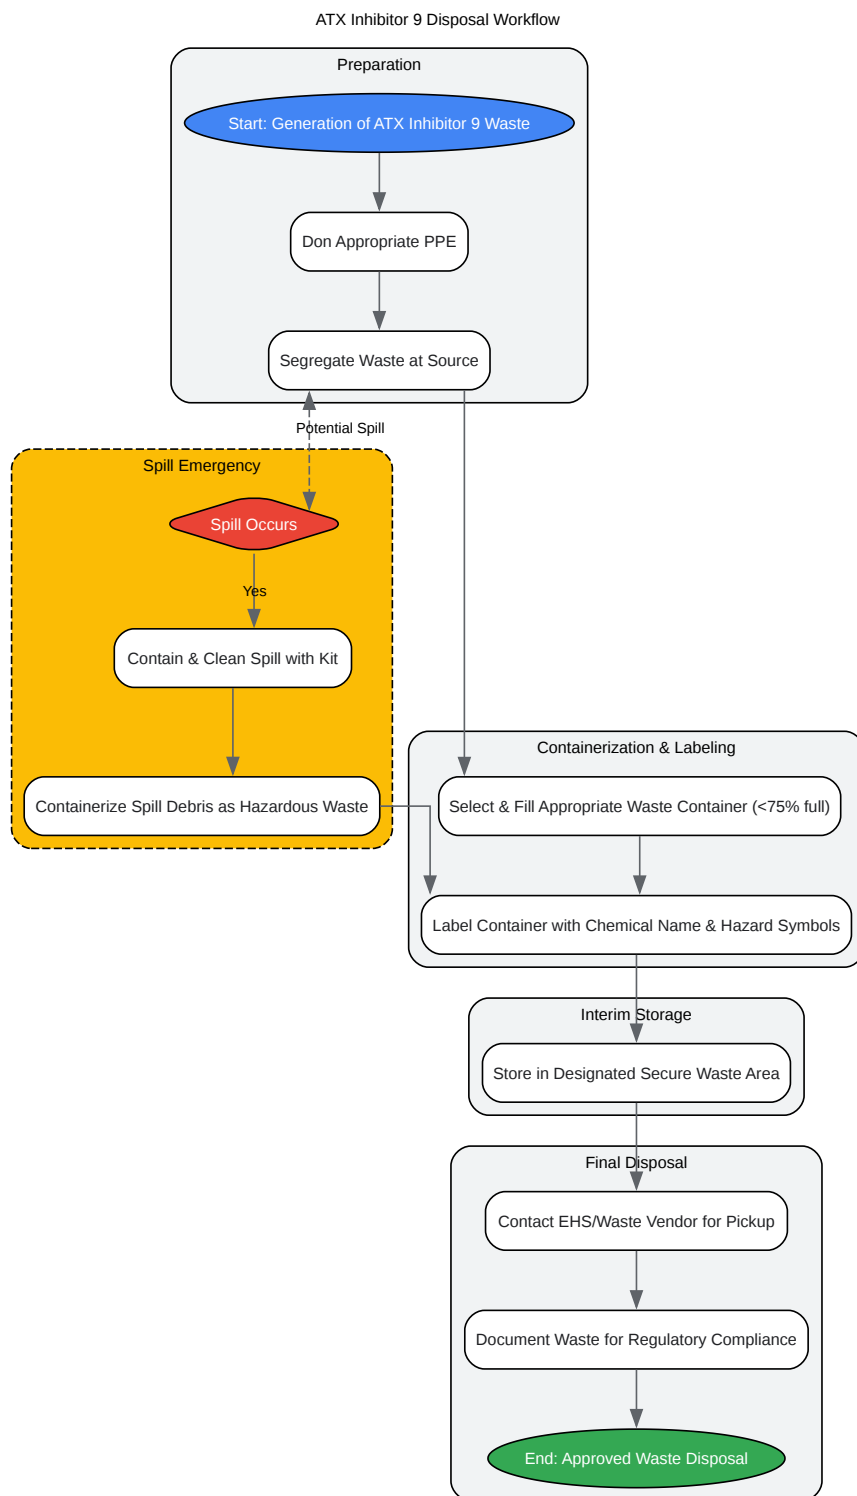 ATX Inhibitor 9 Disposal Workflow
Preparation
Start: Generation of ATX Inhibitor 9 Waste
Don Appropriate PPE
Segregate Waste at Source
Potential Spill
Spill Emergency
Spill Occurs
Yes
Contain & Clean Spill with Kit
Containerize Spill Debris as Hazardous Waste
Containerization & Labeling
Select & Fill Appropriate Waste Container (<75% full)
Label Container with Chemical Name & Hazard Symbols
Interim Storage
Store in Designated Secure Waste Area
Final Disposal
Contact EHS/Waste Vendor for Pickup
Document Waste for Regulatory Compliance
End: Approved Waste Disposal